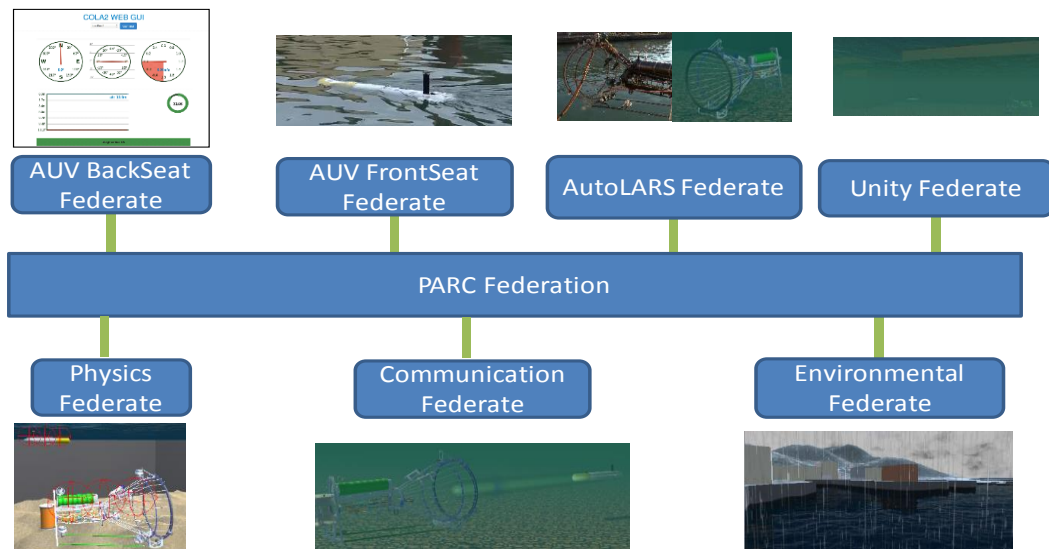 COLA2 WEB GUI
N
W
E
S
AUV BackSeat
Federate
AUV FrontSeat
Federate
AutoLARS Federate
Unity Federate
PARC Federation
Physics
Federate
Communication
Federate
Environmental
Federate